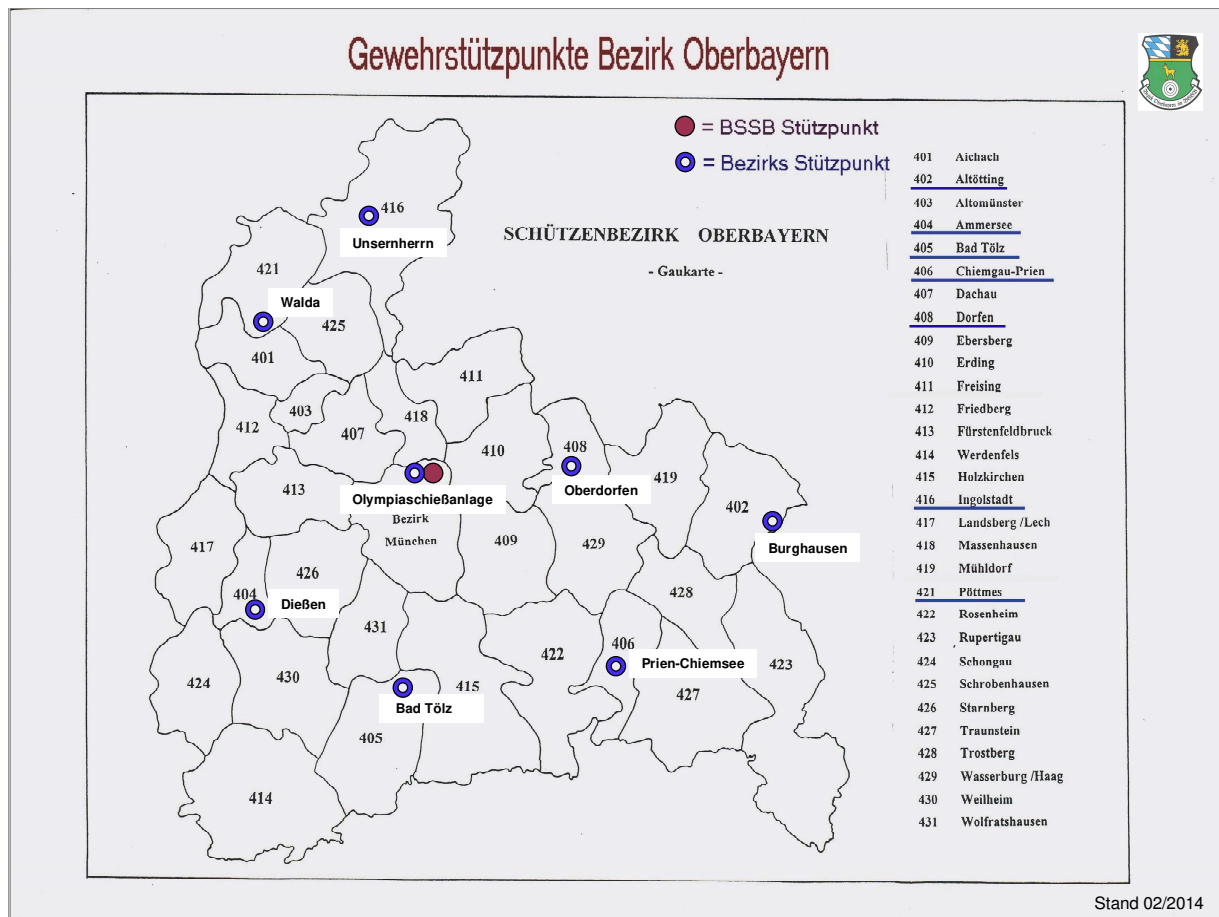 Gewehrstützpunkte Bezirk Oberbayern
= BSSB Stützpunkt
= Bezirks Stützpunkt
SCHÜTZENBEZIRK OBERBAYERN
- Gaukarte -
416
Unsernherrn
421
Walda
425
401
411
403
418
412
407
410
408
419
413
Olympiaschießanlage
Oberdorfen
402
Bezirk
München
409
429
Burghausen
417
426
404
Dießen
428
431
406
422
Prien-Chiemsee
423
424
430
415
427
Bad Tölz
405
414
401 Aichach
402 Altötting
403 Altomünster
404 Ammersee
405 Bad Tölz
406 Chiemgau-Prien
407 Dachau
408 Dorfen
409 Ebersberg
410 Erding
411 Freising
412 Friedberg
413 Fürstenfeldbruck
414 Werdenfels
415 Holzkirchen
416 Ingolstadt
417 Landsberg /Lech
418 Massenhausen
419 Mühldorf
421 Pöttmes
422 Rosenheim
423 Rupertigau
424 Schongau
425 Schrobenhausen
426 Starnberg
427 Traunstein
428 Trostberg
429 Wasserburg /Haag
430 Weilheim
431 Wolfratshausen
Stand 02/2014